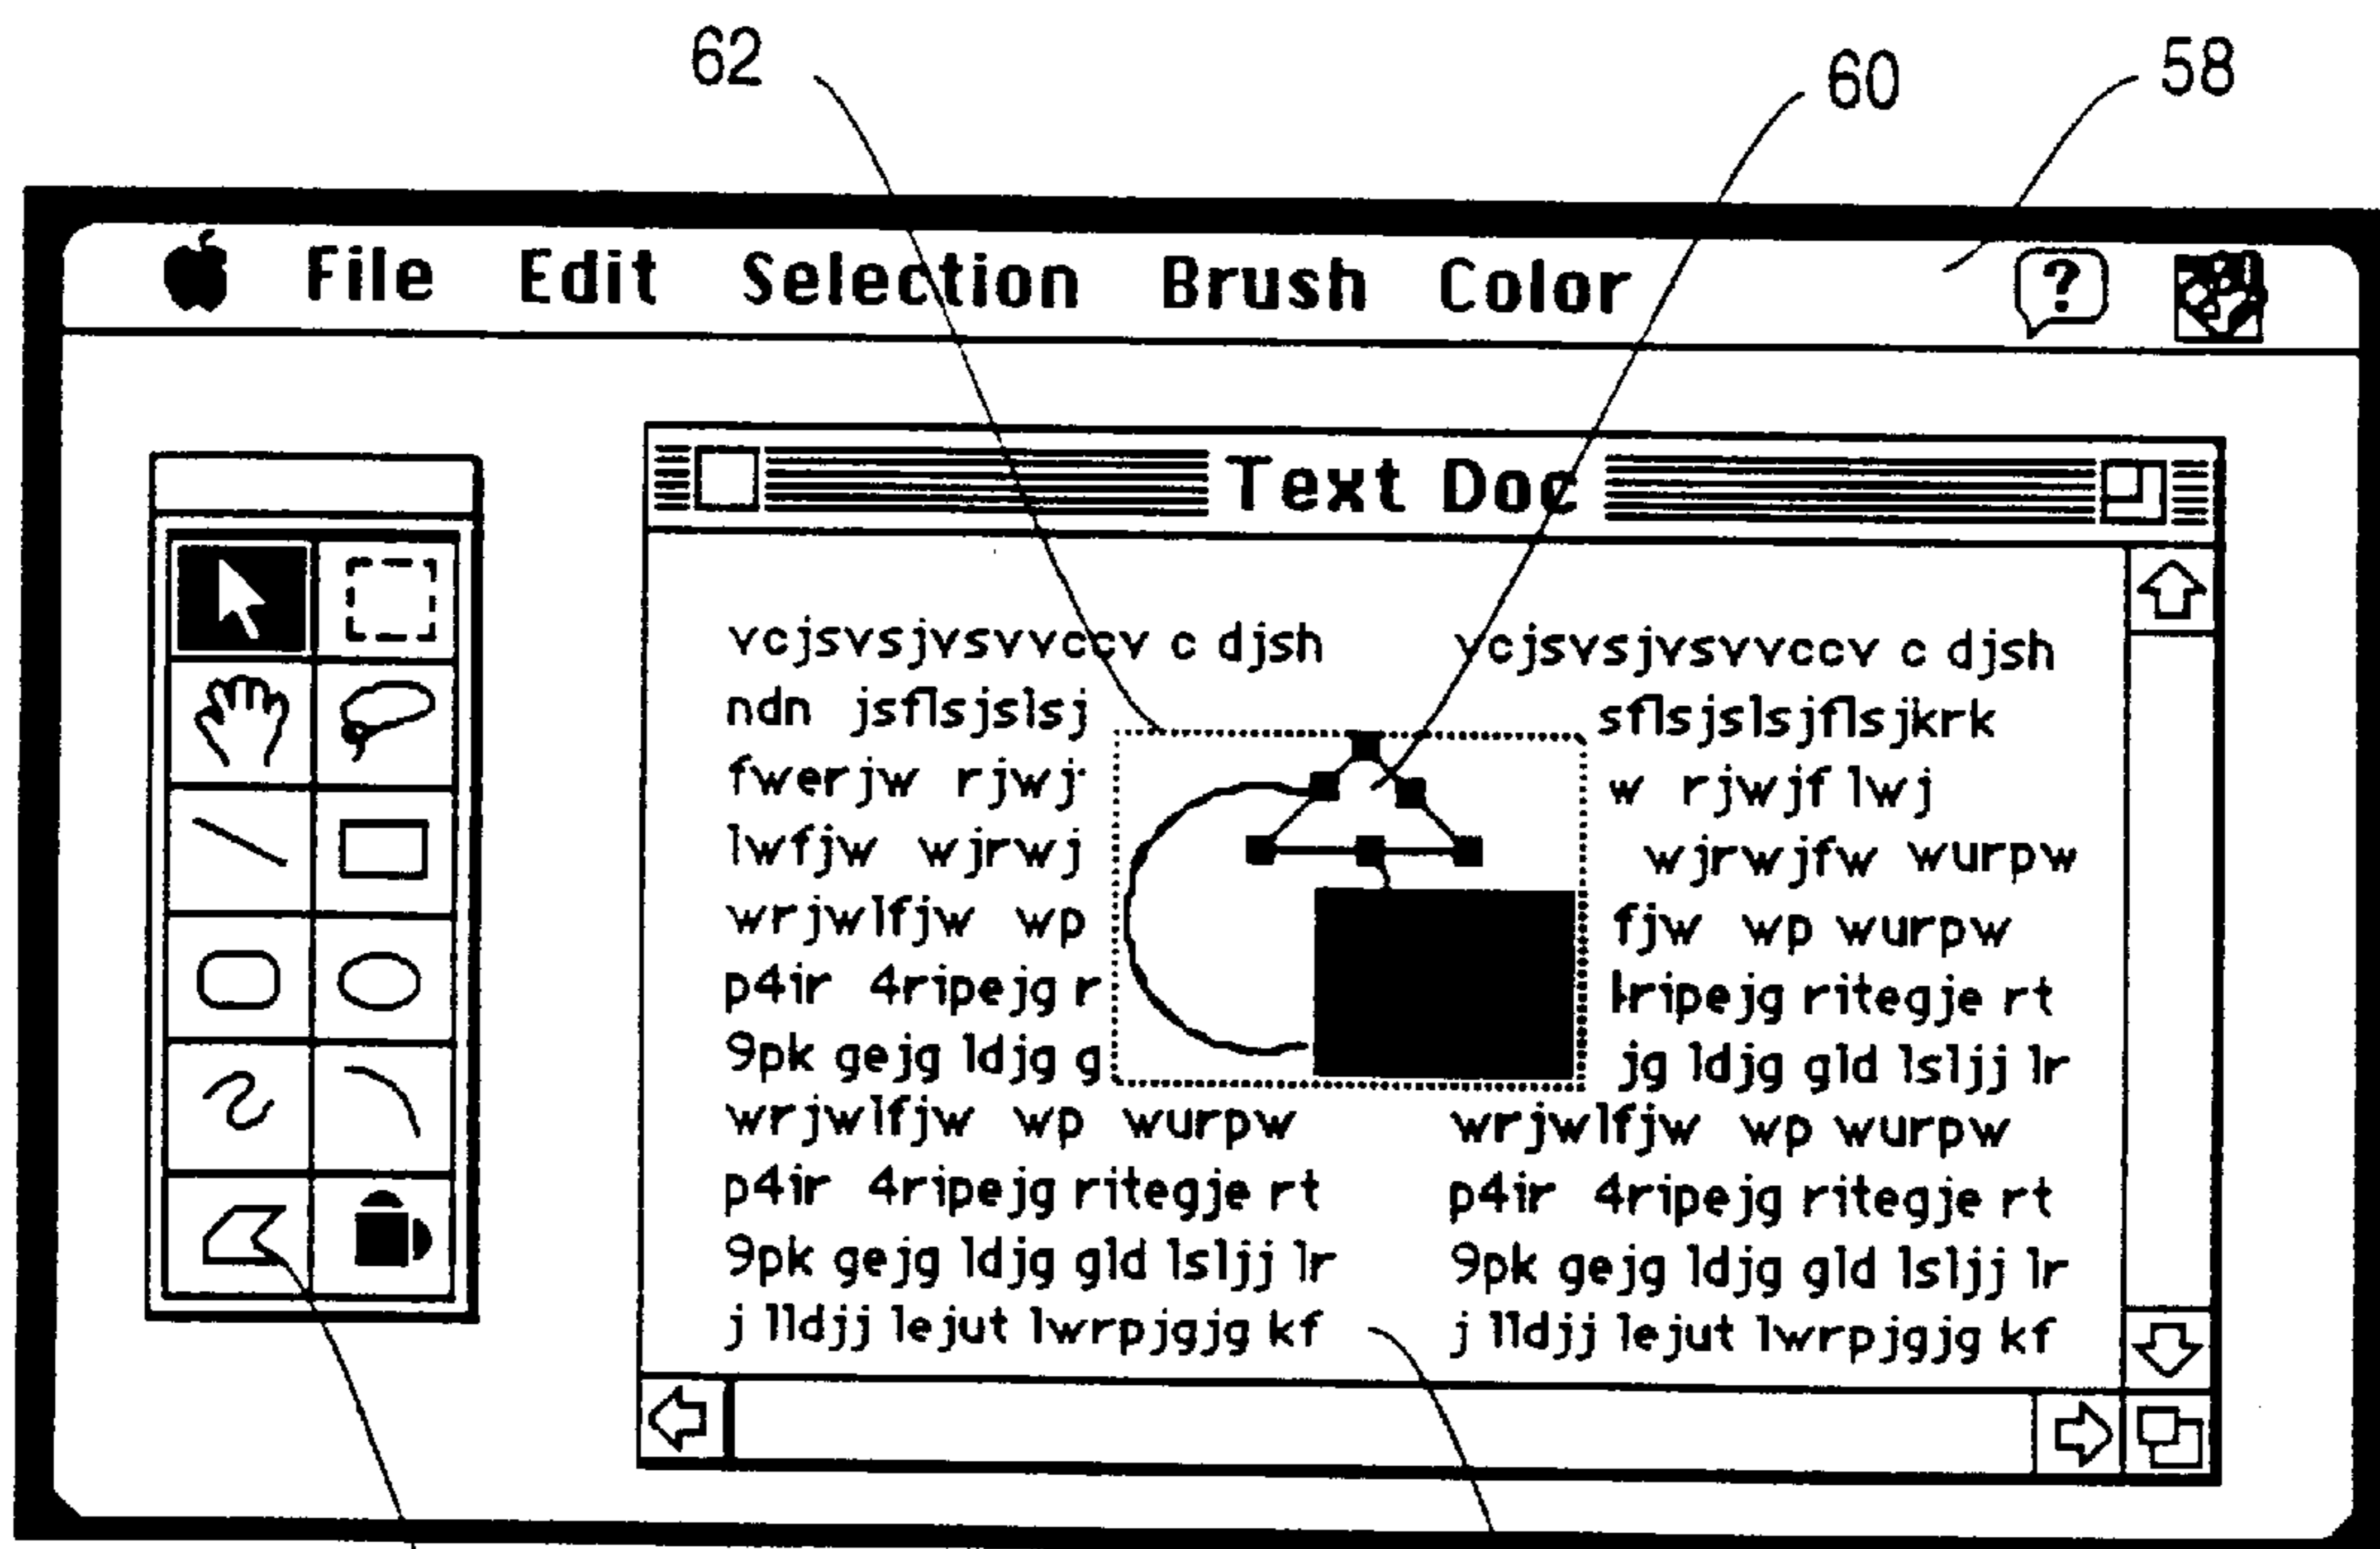 62 60 58
File Edit Selection Brush Color ?
Text Doc
vcjsvsjvsvvccv c djsh
ndn jsflsjslsj
fwerjw rjwj
lwfjw wjrwj
wrjwlfjw wp
p4ir 4ripejg r
9pk gejg ldjg g
wrjwlfjw wp wurpw
p4ir 4ripejg ritegje rt
9pk gejg ldjg gld lsljj lr
j lldjj lejut lwrpjgjg kf
vcjsvsjvsvvccv c djsh
sflsjslsjflsjkrk
w rjwjf lwj
wjrwjfw wurpw
fjw wp wurpw
ripejg ritegje rt
jg ldjg gld lsljj lr
wrjwlfjw wp wurpw
p4ir 4ripejg ritegje rt
9pk gejg ldjg gld lsljj lr
j lldjj lejut lwrpjgjg kf